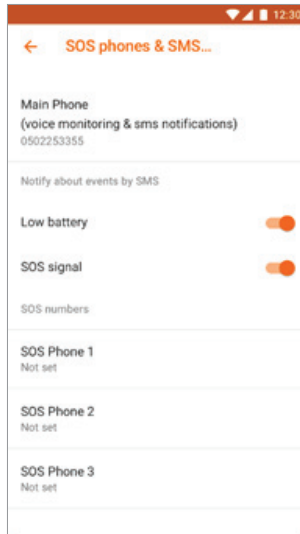 12:30
SOS phones & SMS...
Main Phone
(voice monitoring & sms notifications)
0502253355
Notify about events by SMS
Low battery
SOS signal
SOS numbers
SOS Phone 1
Not set
SOS Phone 2
Not set
SOS Phone 3
Not set